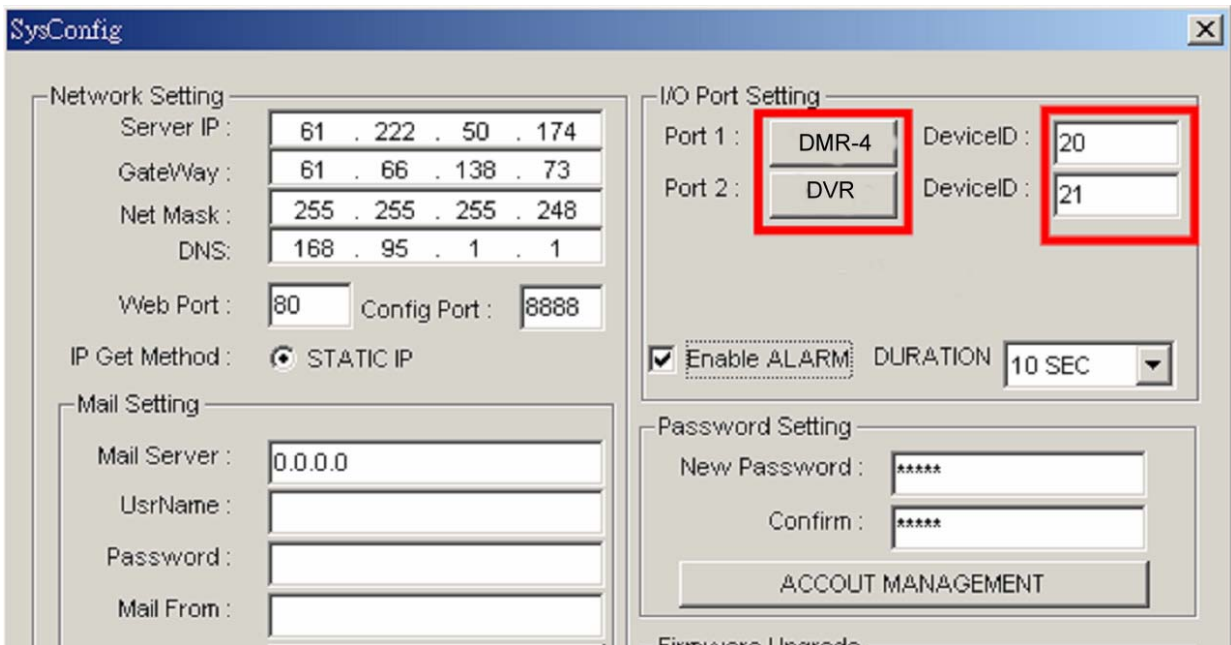 SysConfig
Network Setting
Server IP : 61 . 222 . 50 . 174
GateWay : 61 . 66 . 138 . 73
Net Mask : 255 . 255 . 255 . 248
DNS: 168 . 95 . 1 . 1
Web Port : 80 Config Port : 8888
IP Get Method : STATIC IP
Mail Setting
Mail Server : 0.0.0.0
UsrName :
Password :
Mail From :
I/O Port Setting
Port 1 : DMR-4 DeviceID : 20
Port 2 : DVR DeviceID : 21
Enable ALARM DURATION 10 SEC
Password Setting
New Password : *****
Confirm : *****
ACCOUT MANAGEMENT
Firmware Upgrade